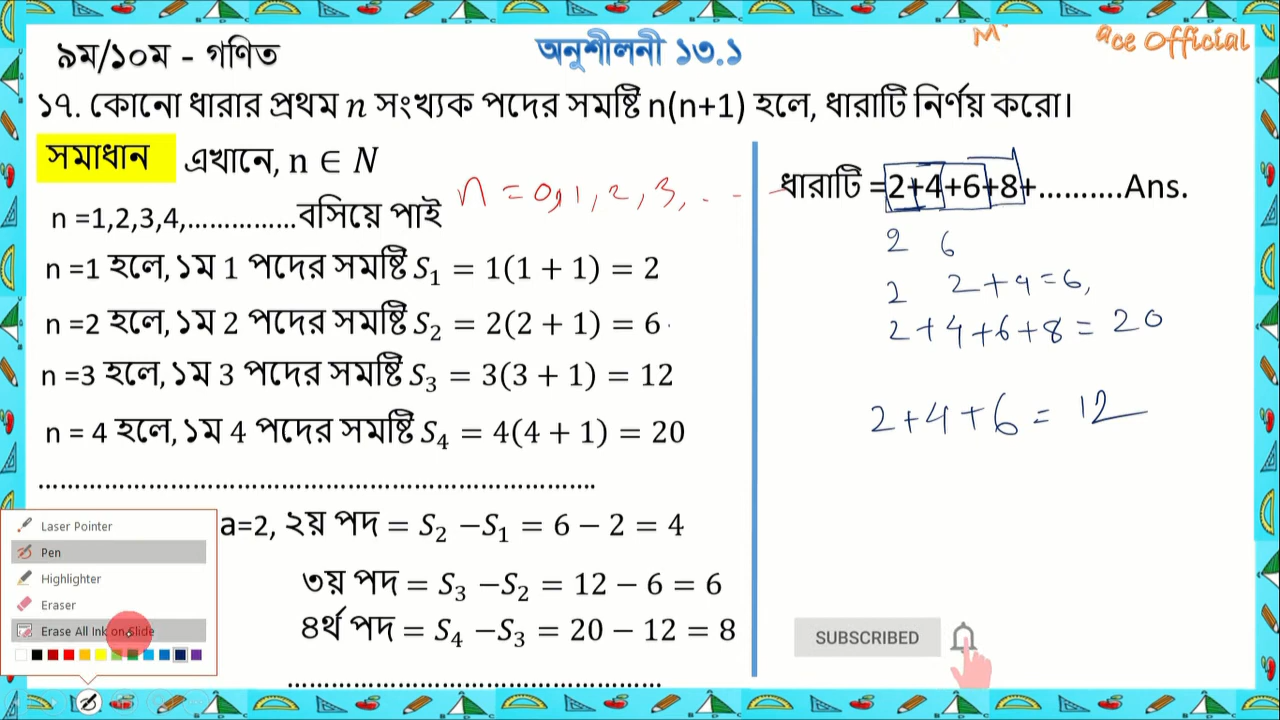 ৯ম/১০ম - গণিত
অনুশীলনী ১৩.১
ace Official
১৭. কোনো ধারার প্রথম n সংখ্যক পদের সমষ্টি n(n+1) হলে, ধারাটি নির্ণয় করো।
সমাধান এখানে, n ∈ N
n = 0, 1, 2, 3, . . -
n =1,2,3,4,...............বসিয়ে পাই
n =1 হলে, ১ম 1 পদের সমষ্টি S₁ = 1(1 + 1) = 2
n =2 হলে, ১ম 2 পদের সমষ্টি S₂ = 2(2 + 1) = 6
n =3 হলে, ১ম 3 পদের সমষ্টি S₃ = 3(3 + 1) = 12
n = 4 হলে, ১ম 4 পদের সমষ্টি S₄ = 4(4 + 1) = 20
....................................................................
a=2, ২য় পদ = S₂ −S₁ = 6 − 2 = 4
৩য় পদ = S₃ −S₂ = 12 − 6 = 6
৪র্থ পদ = S₄ −S₃ = 20 − 12 = 8
..............................................
ধারাটি =2+4+6+8+..........Ans.
2 6
2 2+4=6,
2+4+6+8 = 20
2+4+6 = 12
Laser Pointer
Pen
Highlighter
Eraser
Erase All Ink on Slide
SUBSCRIBED